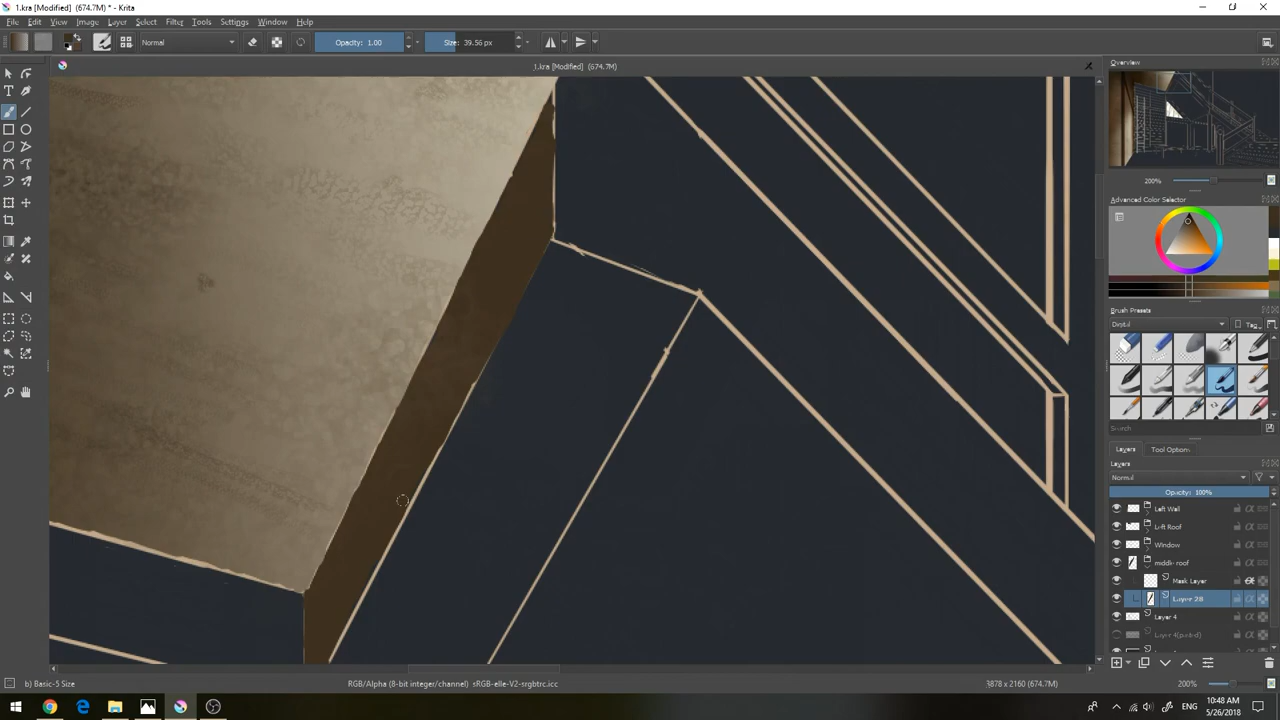 1.kra [Modified] (674.7M) * - Krita
File Edit View Image Layer Select Filter Tools Settings Window Help
Normal Opacity: 1.00 Size: 39.56 px
1.kra [Modified] (674.7M)
Overview
200%
Advanced Color Selector
Brush Presets
Digital Tag
Search
Layers Tool Options
Layers
Normal
Opacity: 100%
Left Wall
Left Roof
Window
middle roof
Mask Layer
Layer 28
Layer 4
b) Basic-5 Size RGB/Alpha (8-bit integer/channel) sRGB-elle-V2-srgbtrc.icc 3878 x 2160 (674.7M) 200%
ENG
10:48 AM
5/26/2018